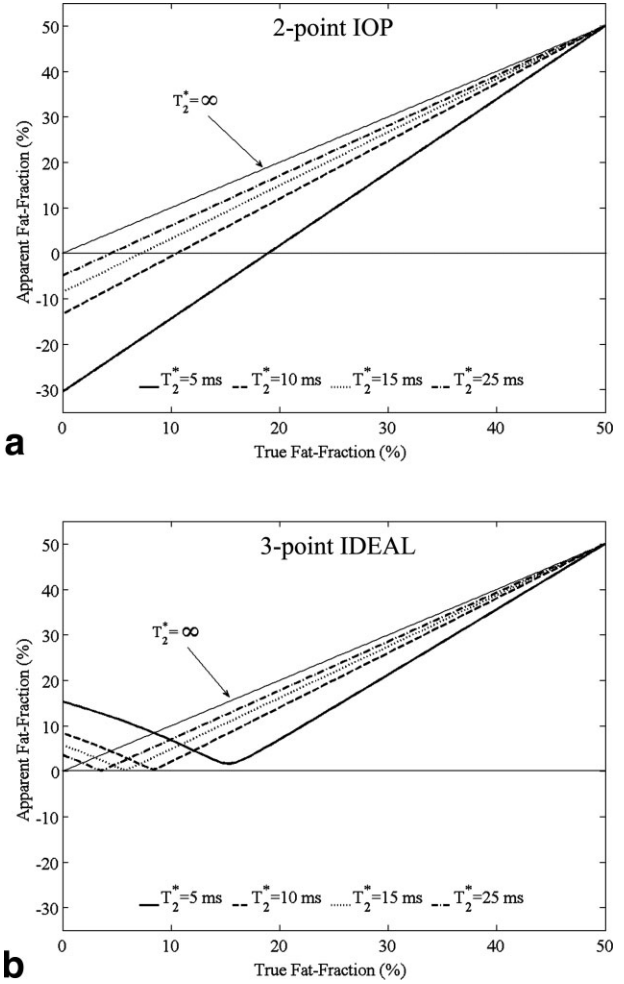 2-point IOP
50
40
30
20
10
0
-10
-20
-30
Apparent Fat-Fraction (%)
T2*=∞
T2*=5 ms T2*=10 ms T2*=15 ms T2*=25 ms
0 10 20 30 40 50
True Fat-Fraction (%)
a
3-point IDEAL
50
40
30
20
10
0
-10
-20
-30
Apparent Fat-Fraction (%)
T2*=∞
T2*=5 ms T2*=10 ms T2*=15 ms T2*=25 ms
0 10 20 30 40 50
True Fat-Fraction (%)
b